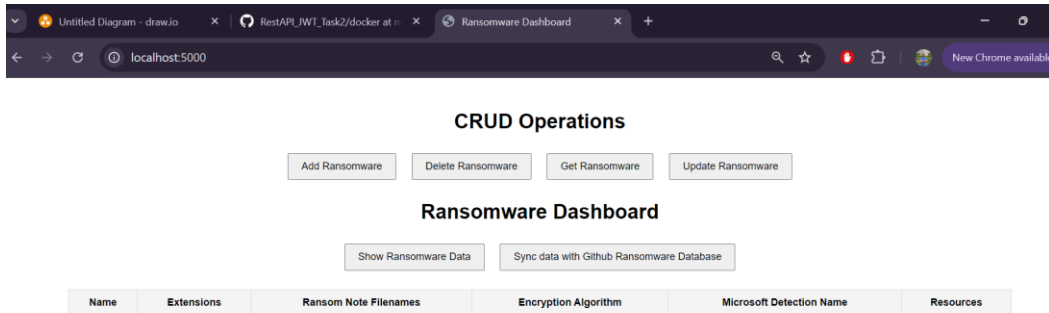 Untitled Diagram - draw.io RestAPI_JWT_Task2/docker at m Ransomware Dashboard
localhost:5000 New Chrome available
CRUD Operations
Add Ransomware Delete Ransomware Get Ransomware Update Ransomware
Ransomware Dashboard
Show Ransomware Data Sync data with Github Ransomware Database
Name Extensions Ransom Note Filenames Encryption Algorithm Microsoft Detection Name Resources